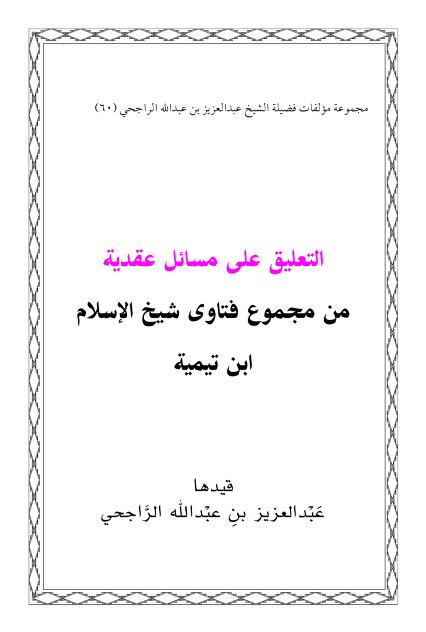 مجموعة مؤلفات فضيلة الشيخ عبدالعزيز بن عبدالله الراجحي (٦٠)
التعليق على مسائل عقدية
من مجموع فتاوى شيخ الإسلام
ابن تيمية
قيدها
عَبْدالعزيز بنِ عبْدالله الرَّاجحي